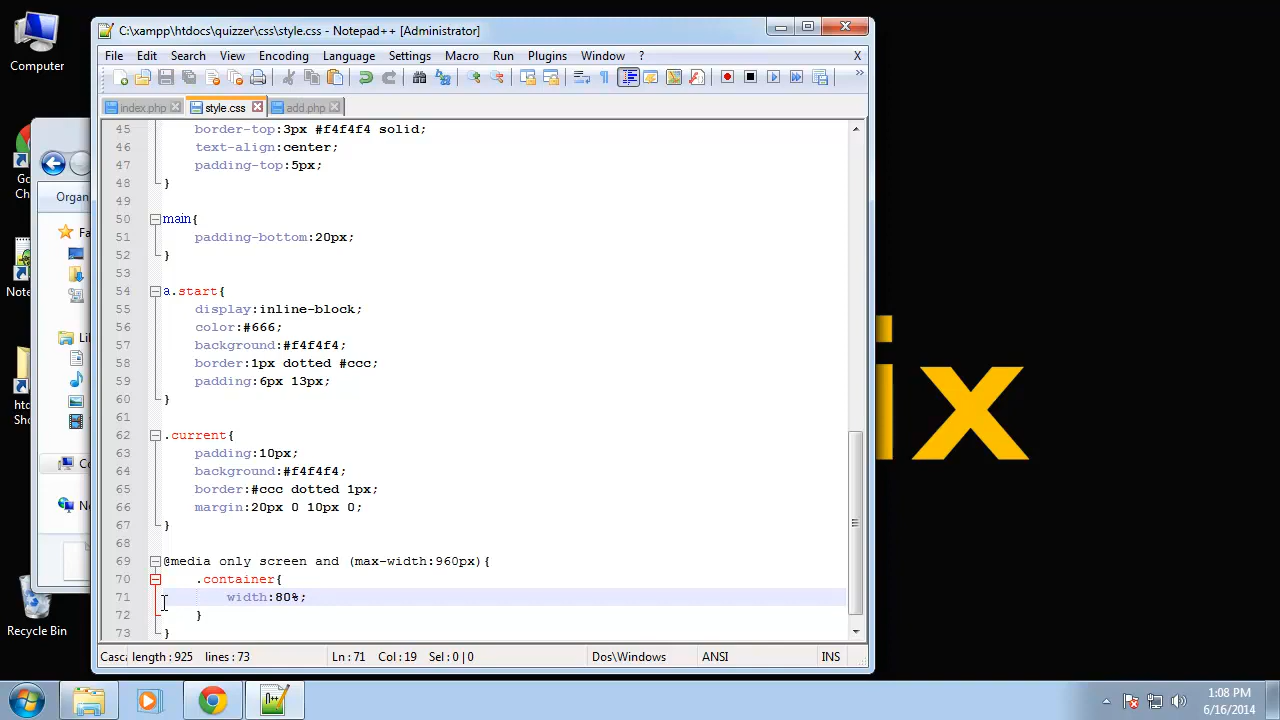 Computer
C:\xampp\htdocs\quizzer\css\style.css - Notepad++ [Administrator]
File Edit Search View Encoding Language Settings Macro Run Plugins Window ? X
index.php style.css add.php
45 border-top:3px #f4f4f4 solid;
46 text-align:center;
47 padding-top:5px;
48 }
49
50 main{
51 padding-bottom:20px;
52 }
53
54 a.start{
55 display:inline-block;
56 color:#666;
57 background:#f4f4f4;
58 border:1px dotted #ccc;
59 padding:6px 13px;
60 }
61
62 .current{
63 padding:10px;
64 background:#f4f4f4;
65 border:#ccc dotted 1px;
66 margin:20px 0 10px 0;
67 }
68
69 @media only screen and (max-width:960px){
70 .container{
71 width:80%;
72 }
73 }
Casca length : 925 lines : 73 Ln : 71 Col : 19 Sel : 0 | 0 Dos\Windows ANSI INS
Go
Ch
Organ
Fa
Note
Li
htd
Sho
Co
Ne
ix
Recycle Bin
1:08 PM
6/16/2014